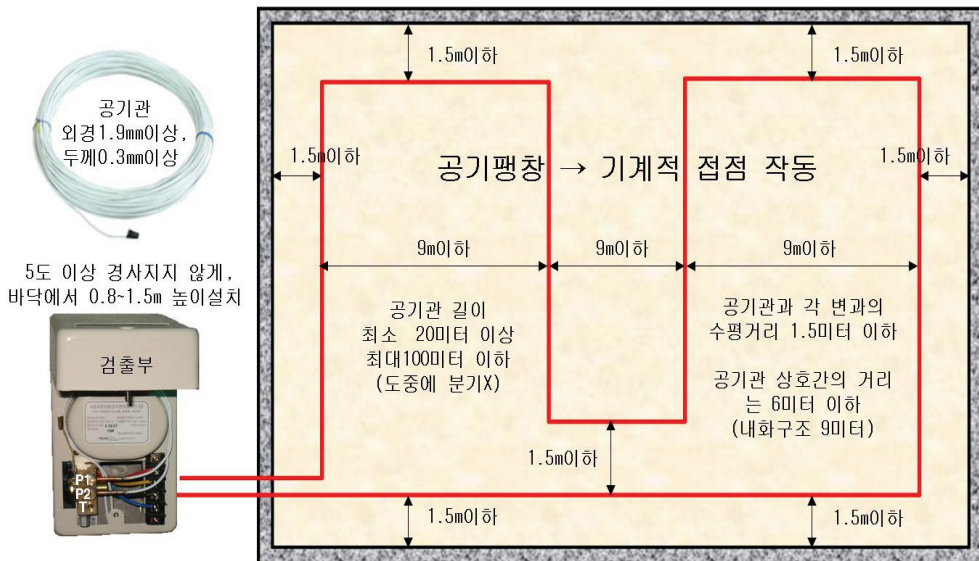 1.5m이하
1.5m이하
공기관
외경1.9mm이상,
두께0.3mm이상
1.5m이하
1.5m이하
공기팽창 → 기계적 접점 작동
9m이하
9m이하
9m이하
5도 이상 경사지지 않게,
바닥에서 0.8~1.5m 높이설치
공기관 길이
최소 20미터 이상
최대100미터 이하
(도중에 분기X)
공기관과 각 변과의
수평거리 1.5미터 이하
공기관 상호간의 거리
는 6미터 이하
(내화구조 9미터)
검출부
1.5m이하
P1
P2
T
1.5m이하
1.5m이하